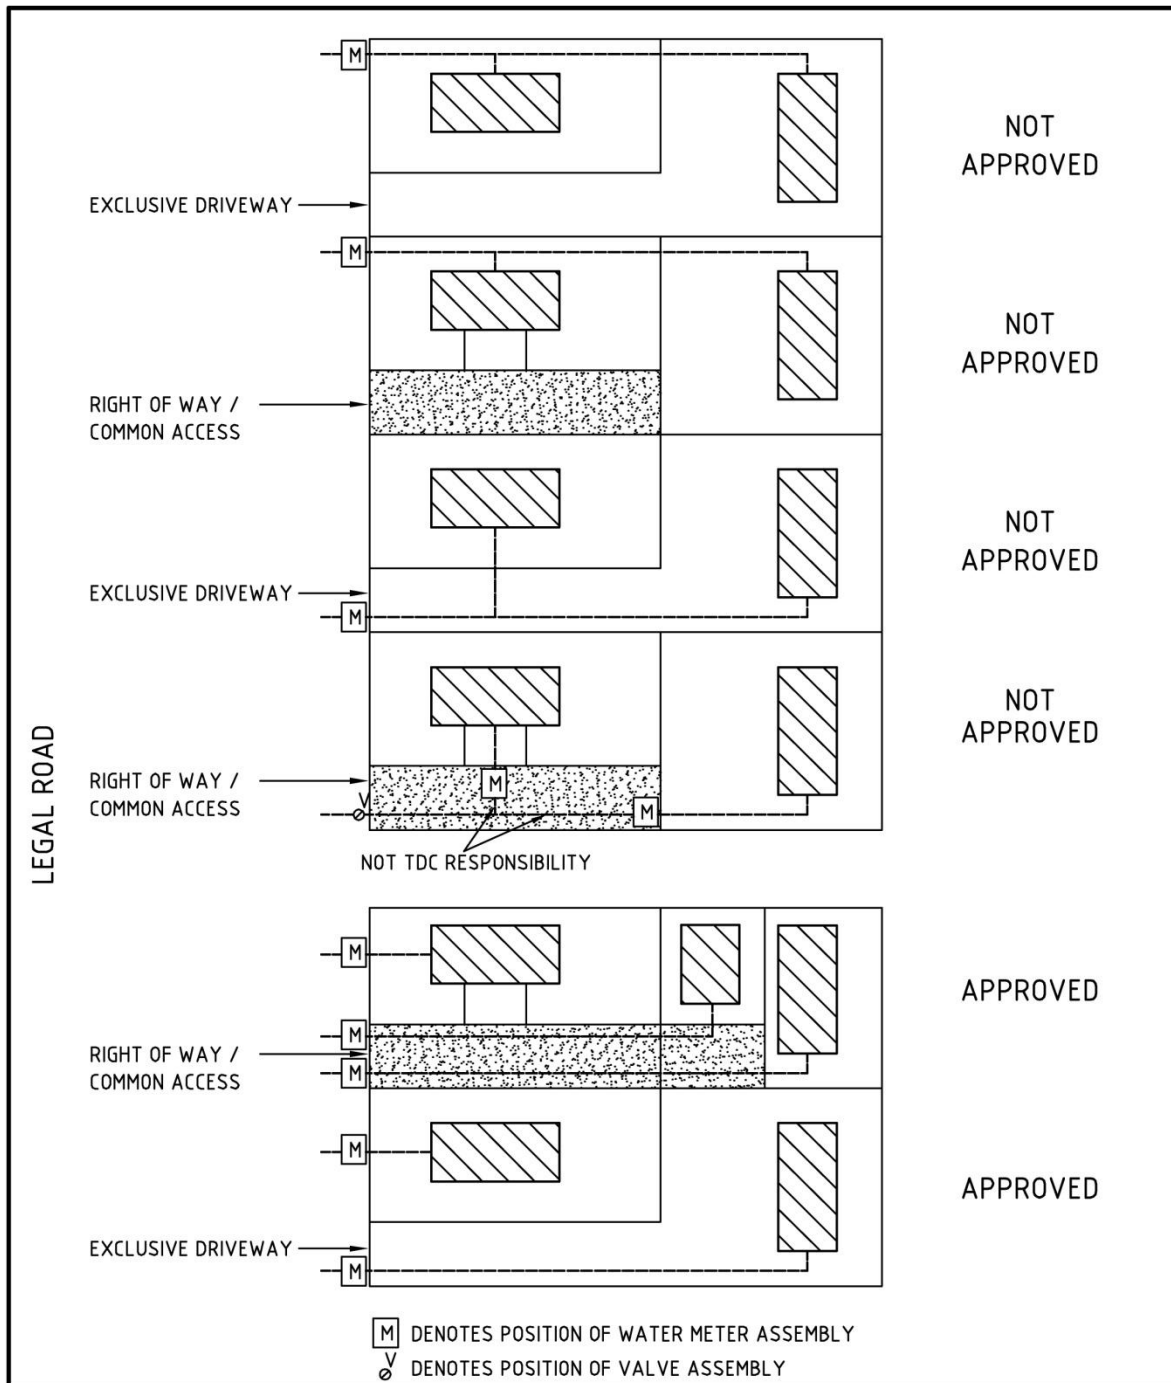 M
NOT
APPROVED
EXCLUSIVE DRIVEWAY
M
NOT
APPROVED
RIGHT OF WAY /
COMMON ACCESS
NOT
APPROVED
EXCLUSIVE DRIVEWAY
M
NOT
APPROVED
LEGAL ROAD
RIGHT OF WAY /
COMMON ACCESS
M
V
M
NOT TDC RESPONSIBILITY
M
APPROVED
M
RIGHT OF WAY /
COMMON ACCESS
M
M
APPROVED
EXCLUSIVE DRIVEWAY
M
M DENOTES POSITION OF WATER METER ASSEMBLY
V DENOTES POSITION OF VALVE ASSEMBLY